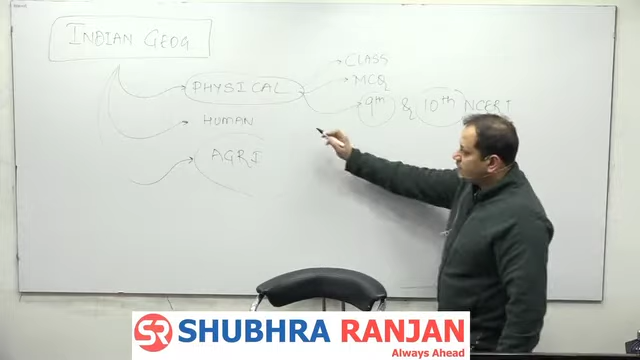 INDIAN GEOG
PHYSICAL
CLASS
MCQ
9th & 10th NCERT
HUMAN
AGRI
SR SHUBHRA RANJAN
Always Ahead